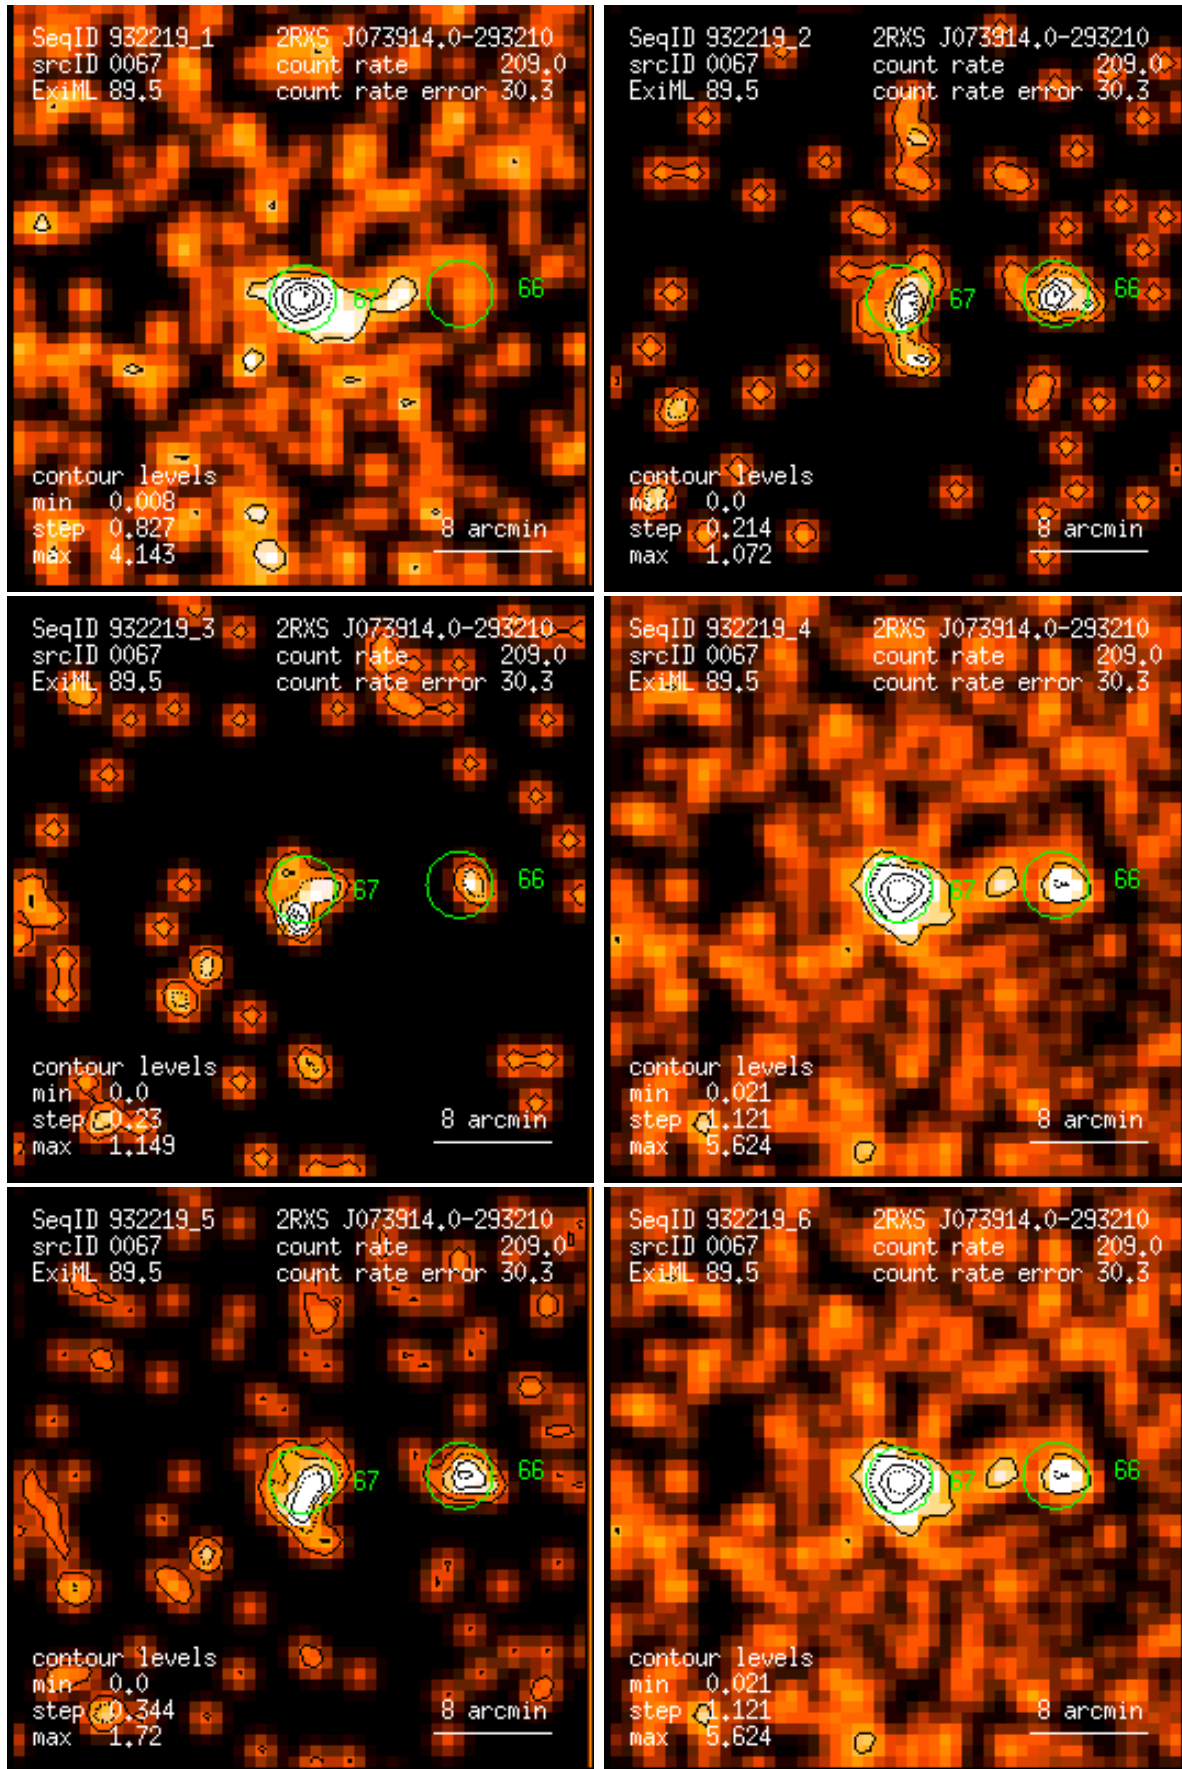 SeqID 932219_1 2RXS J073914.0-293210
srcID 0067 count rate 209.0
ExiML 89.5 count rate error 30.3
67 66
contour levels
min 0.008
step 0.827 8 arcmin
max 4.143
SeqID 932219_2 2RXS J073914.0-293210
srcID 0067 count rate 209.0
ExiML 89.5 count rate error 30.3
67 66
contour levels
min 0.0
step 0.214 8 arcmin
max 1.072
SeqID 932219_3 2RXS J073914.0-293210
srcID 0067 count rate 209.0
ExiML 89.5 count rate error 30.3
67 66
contour levels
min 0.0
step 0.23 8 arcmin
max 1.149
SeqID 932219_4 2RXS J073914.0-293210
srcID 0067 count rate 209.0
ExiML 89.5 count rate error 30.3
67 66
contour levels
min 0.021
step 1.121 8 arcmin
max 5.624
SeqID 932219_5 2RXS J073914.0-293210
srcID 0067 count rate 209.0
ExiML 89.5 count rate error 30.3
67 66
contour levels
min 0.0
step 0.344 8 arcmin
max 1.72
SeqID 932219_6 2RXS J073914.0-293210
srcID 0067 count rate 209.0
ExiML 89.5 count rate error 30.3
67 66
contour levels
min 0.021
step 1.121 8 arcmin
max 5.624